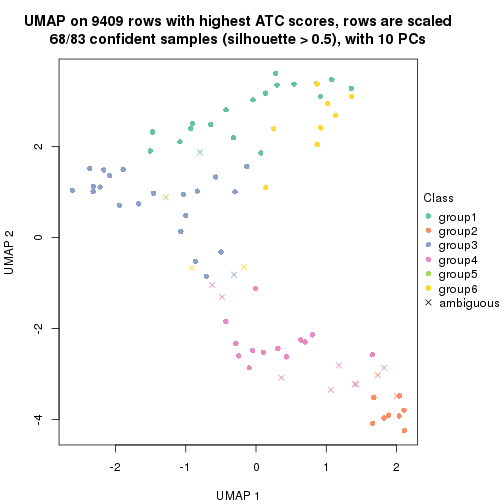 UMAP on 9409 rows with highest ATC scores, rows are scaled
68/83 confident samples (silhouette > 0.5), with 10 PCs
UMAP 2
2
0
-2
-4
-2
-1
0
1
2
UMAP 1
Class
group1
group2
group3
group4
group5
group6
ambiguous